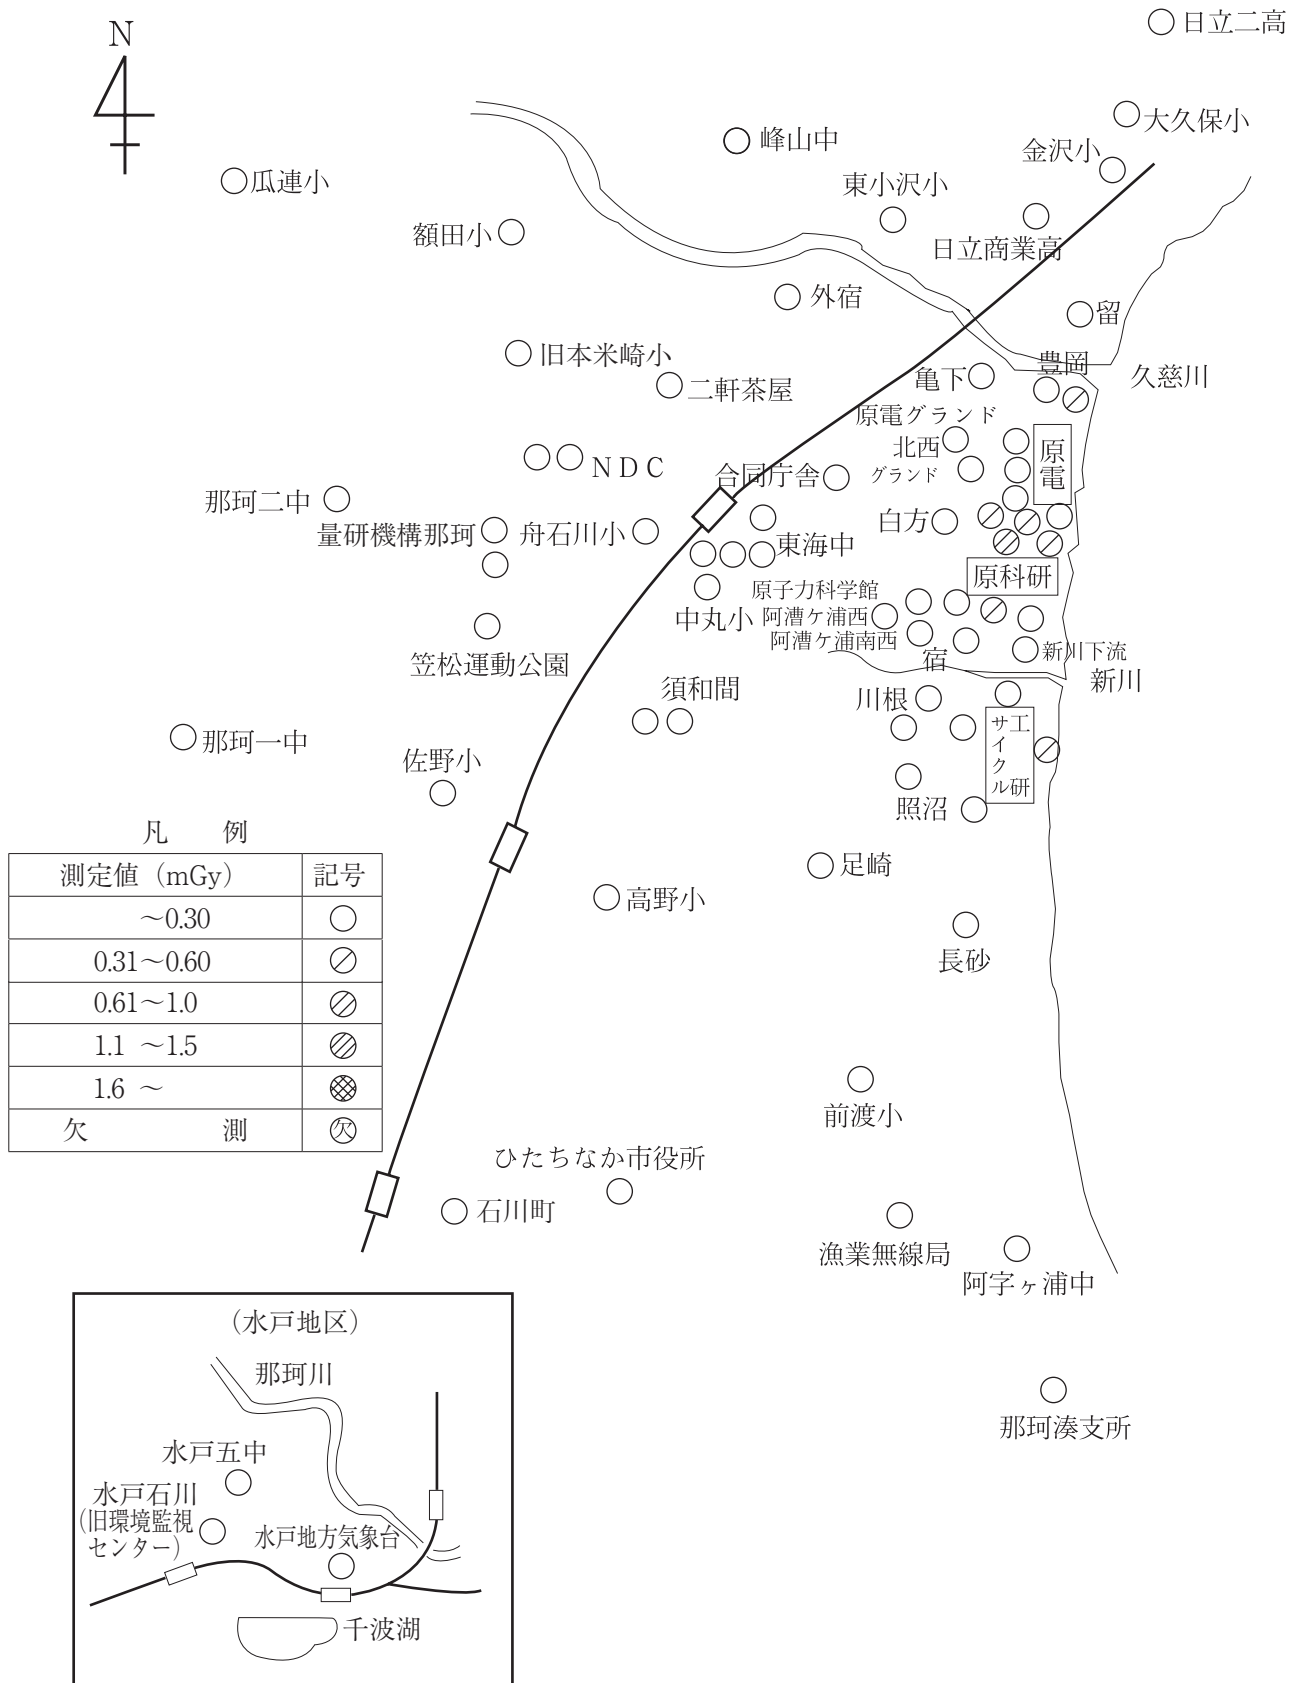 N
日立二高
大久保小
峰山中
金沢小
瓜連小
東小沢小
額田小
日立商業高
外宿
留
旧本米崎小
豊岡
久慈川
亀下
二軒茶屋
原電グランド
北西
グランド
原電
NDC
合同庁舎
那珂二中
量研機構那珂
舟石川小
白方
東海中
原科研
原子力科学館
中丸小
阿漕ケ浦西
阿漕ケ浦南西
笠松運動公園
宿
新川下流
新川
須和間
川根
那珂一中
サイクル工研
佐野小
照沼
足崎
高野小
長砂
凡 例
測定値(mGy) 記号
~0.30
0.31~0.60
0.61~1.0
1.1 ~1.5
1.6 ~
欠 測 欠
前渡小
ひたちなか市役所
石川町
漁業無線局
阿字ヶ浦中
那珂湊支所
(水戸地区)
那珂川
水戸五中
水戸石川
(旧環境監視
センター)
水戸地方気象台
千波湖